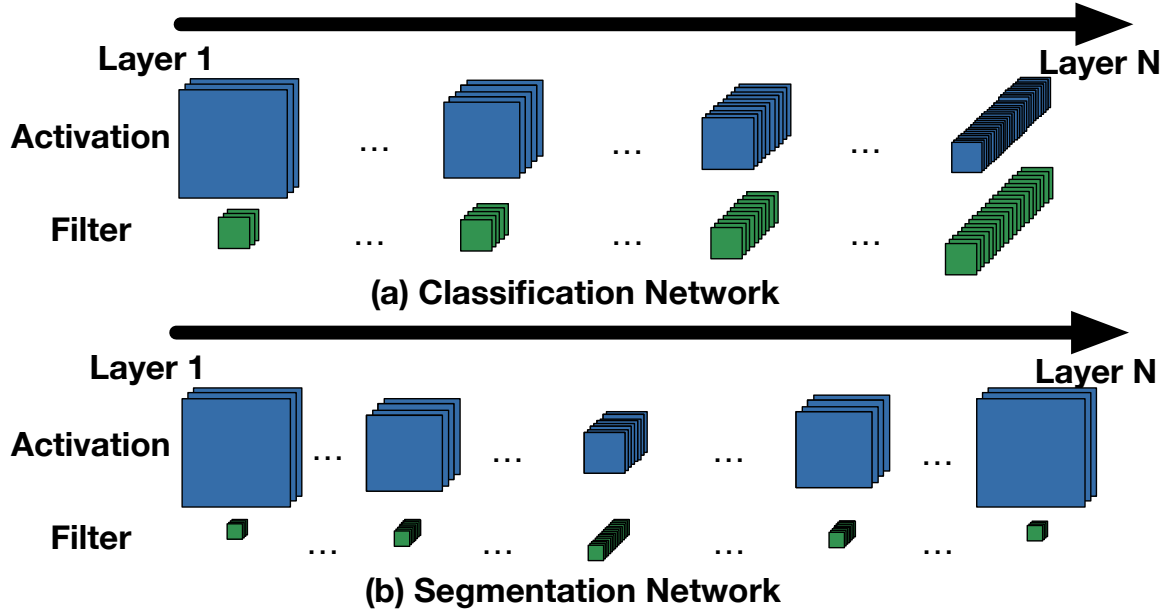 Layer 1
Layer N
Activation ... ... ...
Filter ... ... ...
(a) Classification Network
Layer 1
Layer N
Activation ... ... ... ...
Filter ... ... ... ...
(b) Segmentation Network